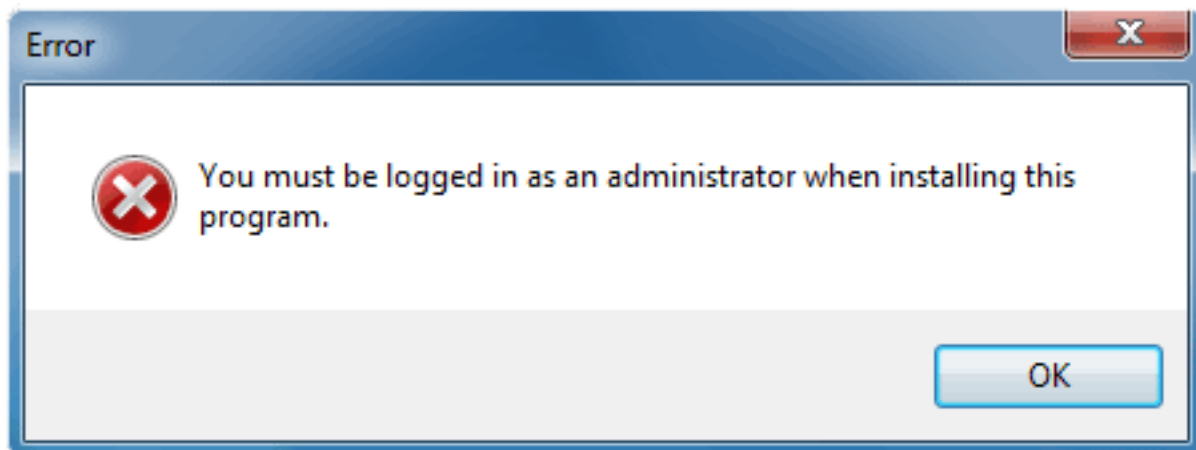 Error
You must be logged in as an administrator when installing this
program.
OK